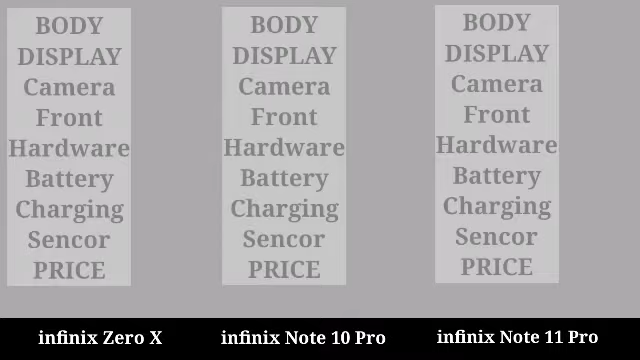 BODY
DISPLAY
Camera
Front
Hardware
Battery
Charging
Sencor
PRICE
BODY
DISPLAY
Camera
Front
Hardware
Battery
Charging
Sencor
PRICE
BODY
DISPLAY
Camera
Front
Hardware
Battery
Charging
Sencor
PRICE
infinix Zero X
infinix Note 10 Pro
infinix Note 11 Pro